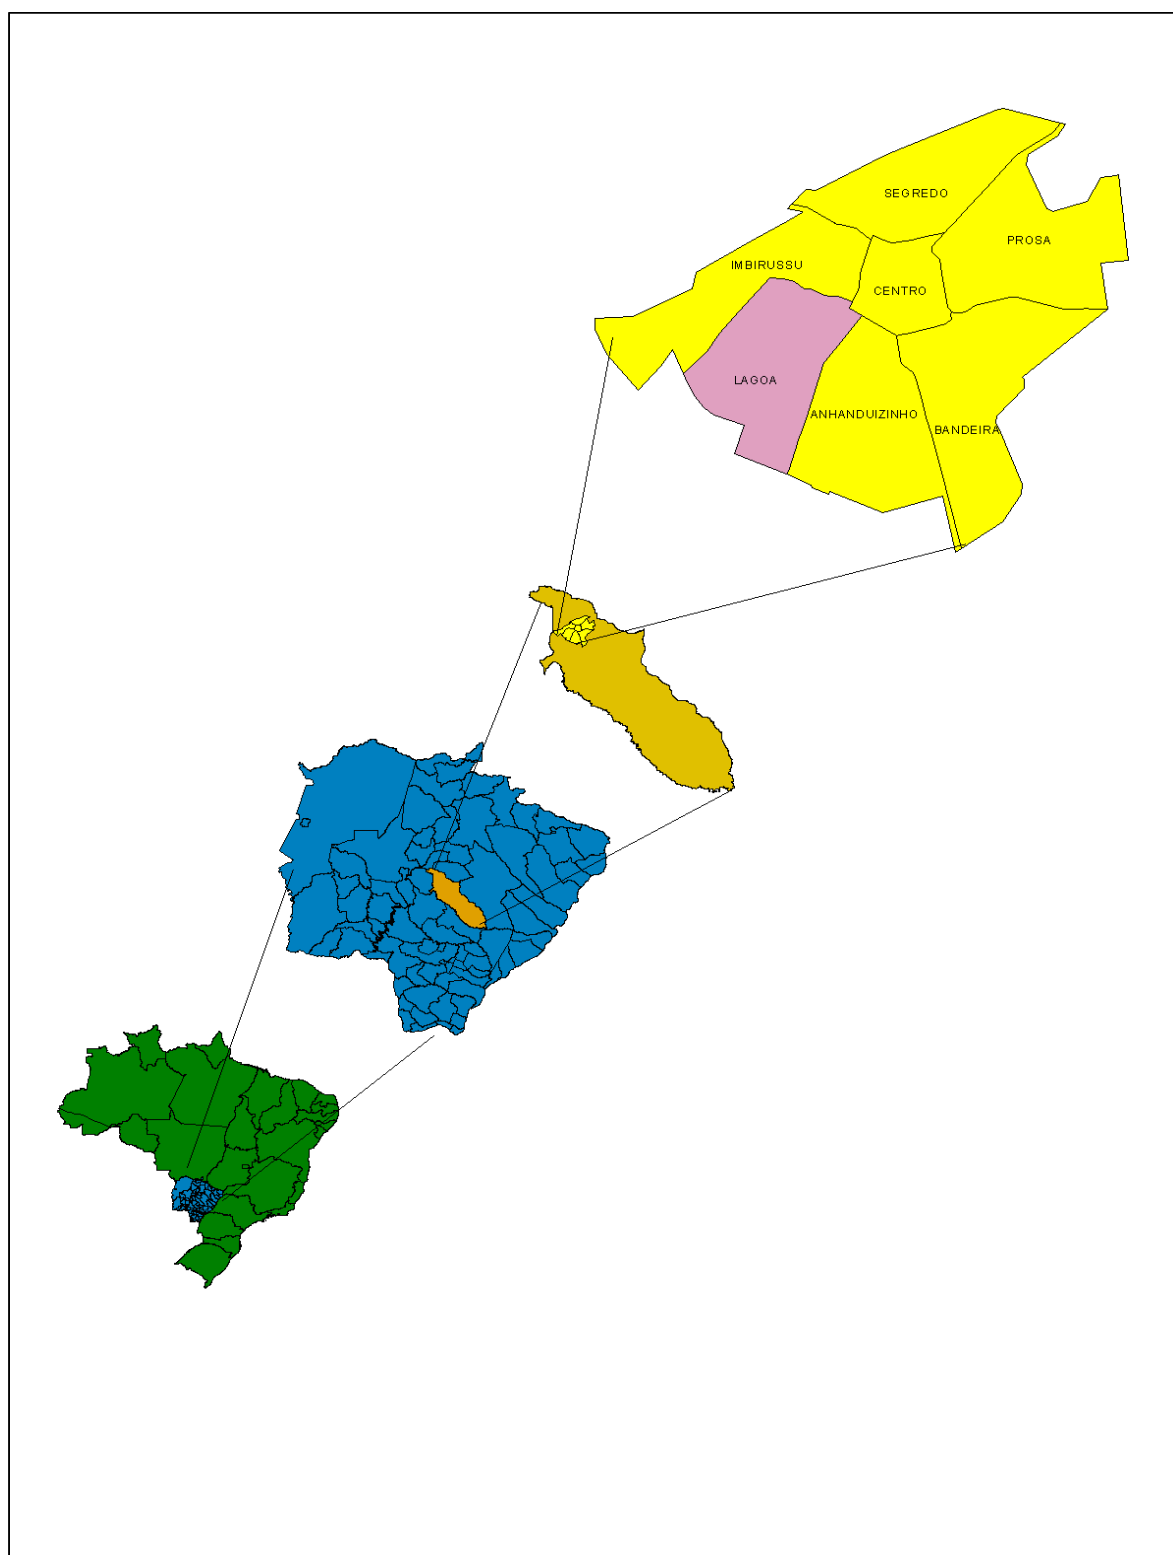 SEGREDO
PROSA
IMBIRUSSU
CENTRO
LAGOA
ANHANDUIZINHO
BANDEIRA